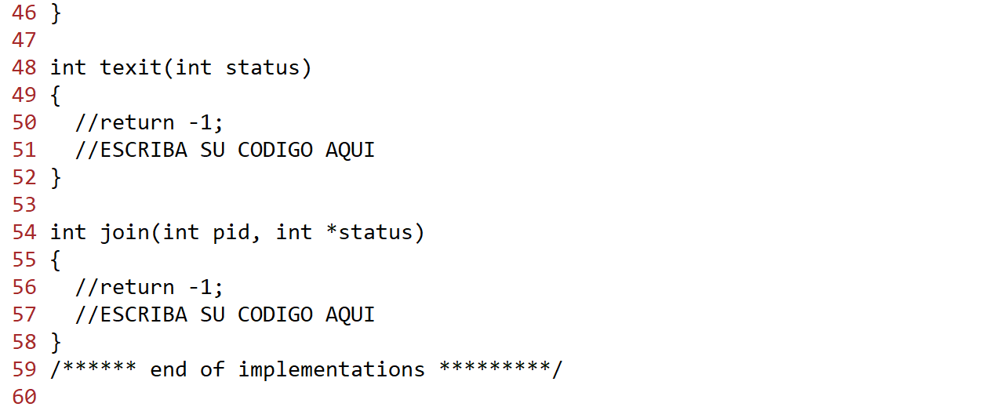 46 }
47
48 int texit(int status)
49 {
50   //return -1;
51   //ESCRIBA SU CODIGO AQUI
52 }
53
54 int join(int pid, int *status)
55 {
56   //return -1;
57   //ESCRIBA SU CODIGO AQUI
58 }
59 /****** end of implementations *********/
60